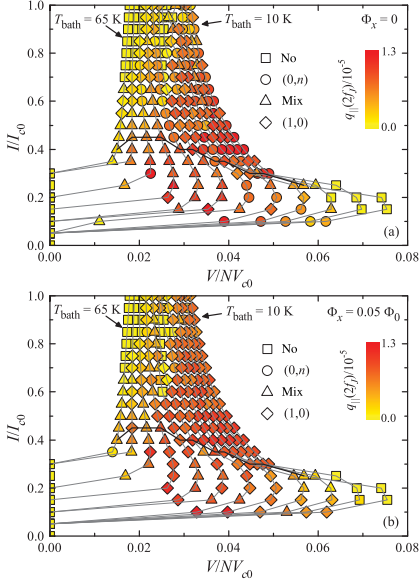 T_bath = 65 K
T_bath = 10 K
Φ_x = 0
No
(0,n)
Mix
(1,0)
q_||(2f_J)/10^-5
1.3
0.0
1.0
0.8
0.6
0.4
0.2
0.0
I/I_c0
(a)
0.00 0.02 0.04 0.06 0.08
V/NV_c0
T_bath = 65 K
T_bath = 10 K
Φ_x = 0.05 Φ_0
No
(0,n)
Mix
(1,0)
q_||(2f_J)/10^-5
1.3
0.0
1.0
0.8
0.6
0.4
0.2
0.0
I/I_c0
(b)
0.00 0.02 0.04 0.06 0.08
V/NV_c0